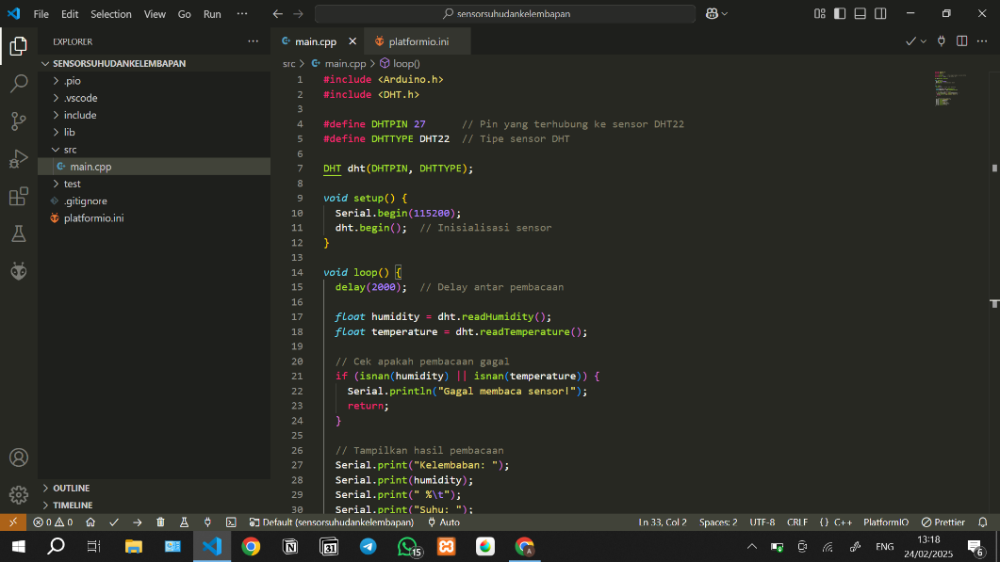 File Edit Selection View Go Run ··· sensorsuhudankelembapan
EXPLORER
SENSORSUHUDANKELEMBAPAN
.pio
.vscode
include
lib
src
main.cpp
test
.gitignore
platformio.ini
OUTLINE
TIMELINE
main.cpp platformio.ini
src > main.cpp > loop()
1 #include <Arduino.h>
2 #include <DHT.h>
3
4 #define DHTPIN 27 // Pin yang terhubung ke sensor DHT22
5 #define DHTTYPE DHT22 // Tipe sensor DHT
6
7 DHT dht(DHTPIN, DHTTYPE);
8
9 void setup() {
10 Serial.begin(115200);
11 dht.begin(); // Inisialisasi sensor
12 }
13
14 void loop() {
15 delay(2000); // Delay antar pembacaan
16
17 float humidity = dht.readHumidity();
18 float temperature = dht.readTemperature();
19
20 // Cek apakah pembacaan gagal
21 if (isnan(humidity) || isnan(temperature)) {
22 Serial.println("Gagal membaca sensor!");
23 return;
24 }
25
26 // Tampilkan hasil pembacaan
27 Serial.print("Kelembaban: ");
28 Serial.print(humidity);
29 Serial.print(" %\t");
30 Serial.print("Suhu: ");
0 0 Default (sensorsuhudankelembapan) Auto Ln 33, Col 2 Spaces: 2 UTF-8 CRLF {} C++ PlatformIO Prettier
31 15 A ENG 13:18
24/02/2025 6